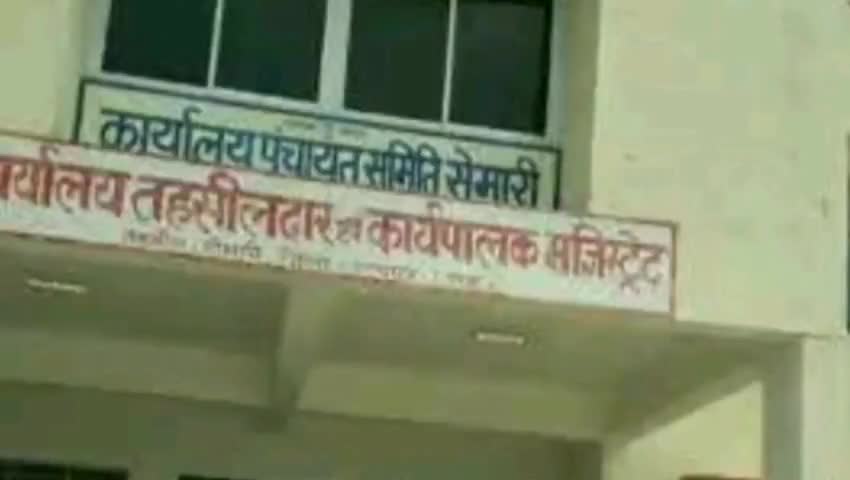 कार्यालय पंचायत समिति सेमारी
र्यालय तहसीलदार एवं कार्यपालक मजिस्ट्रेट